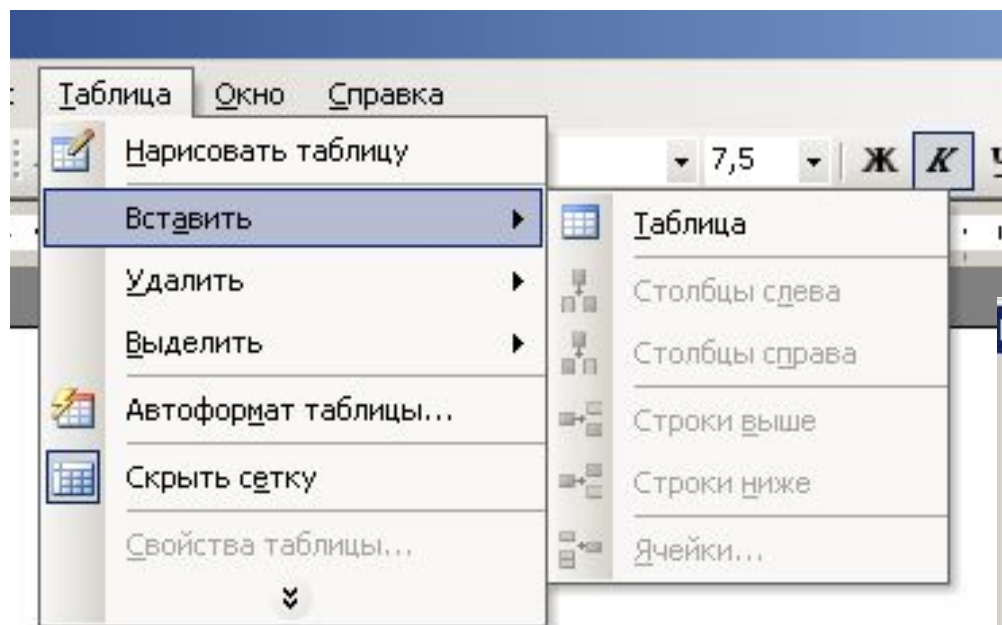 Таблица Окно Справка
Нарисовать таблицу
7,5 Ж К Ч
Вставить
Таблица
Удалить
Столбцы слева
Выделить
Столбцы справа
Автоформат таблицы...
Строки выше
Скрыть сетку
Строки ниже
Свойства таблицы...
Ячейки...